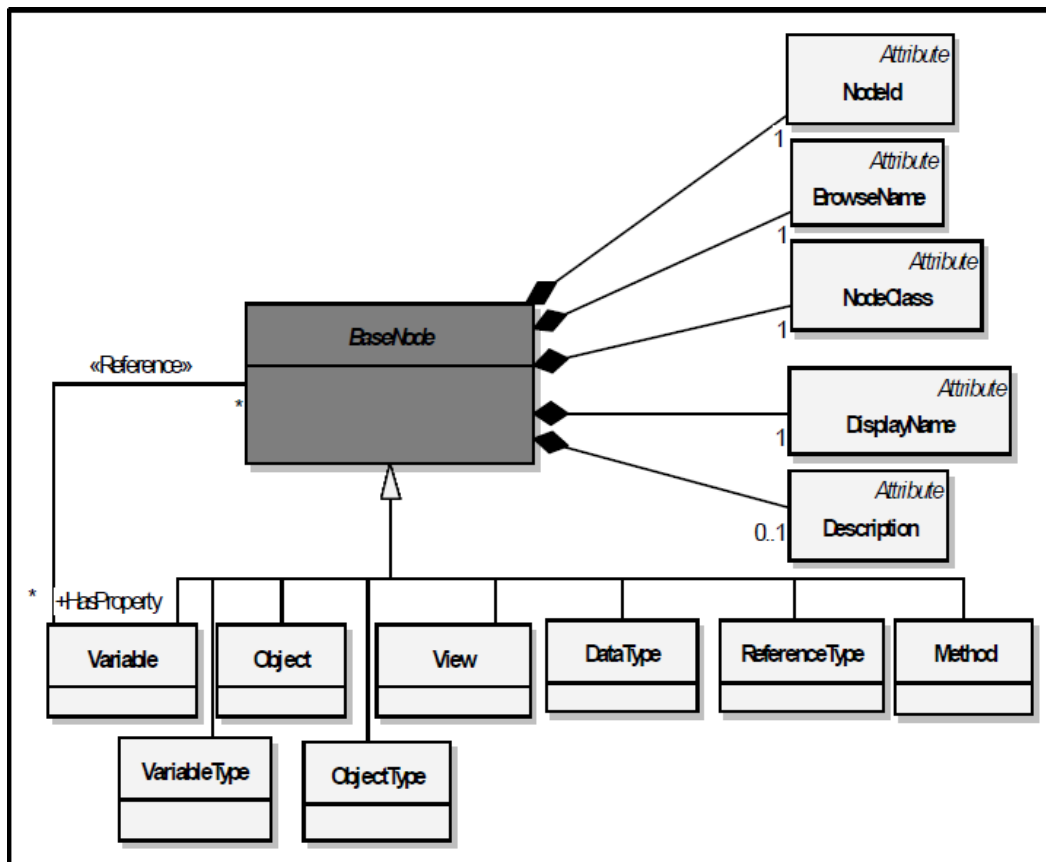 Attribute
NodeId
1
Attribute
BrowseName
1
Attribute
NodeClass
1
BaseNode
«Reference»
*
Attribute
DisplayName
1
Attribute
Description
0..1
* +HasProperty
Variable
Object
View
DataType
ReferenceType
Method
VariableType
ObjectType